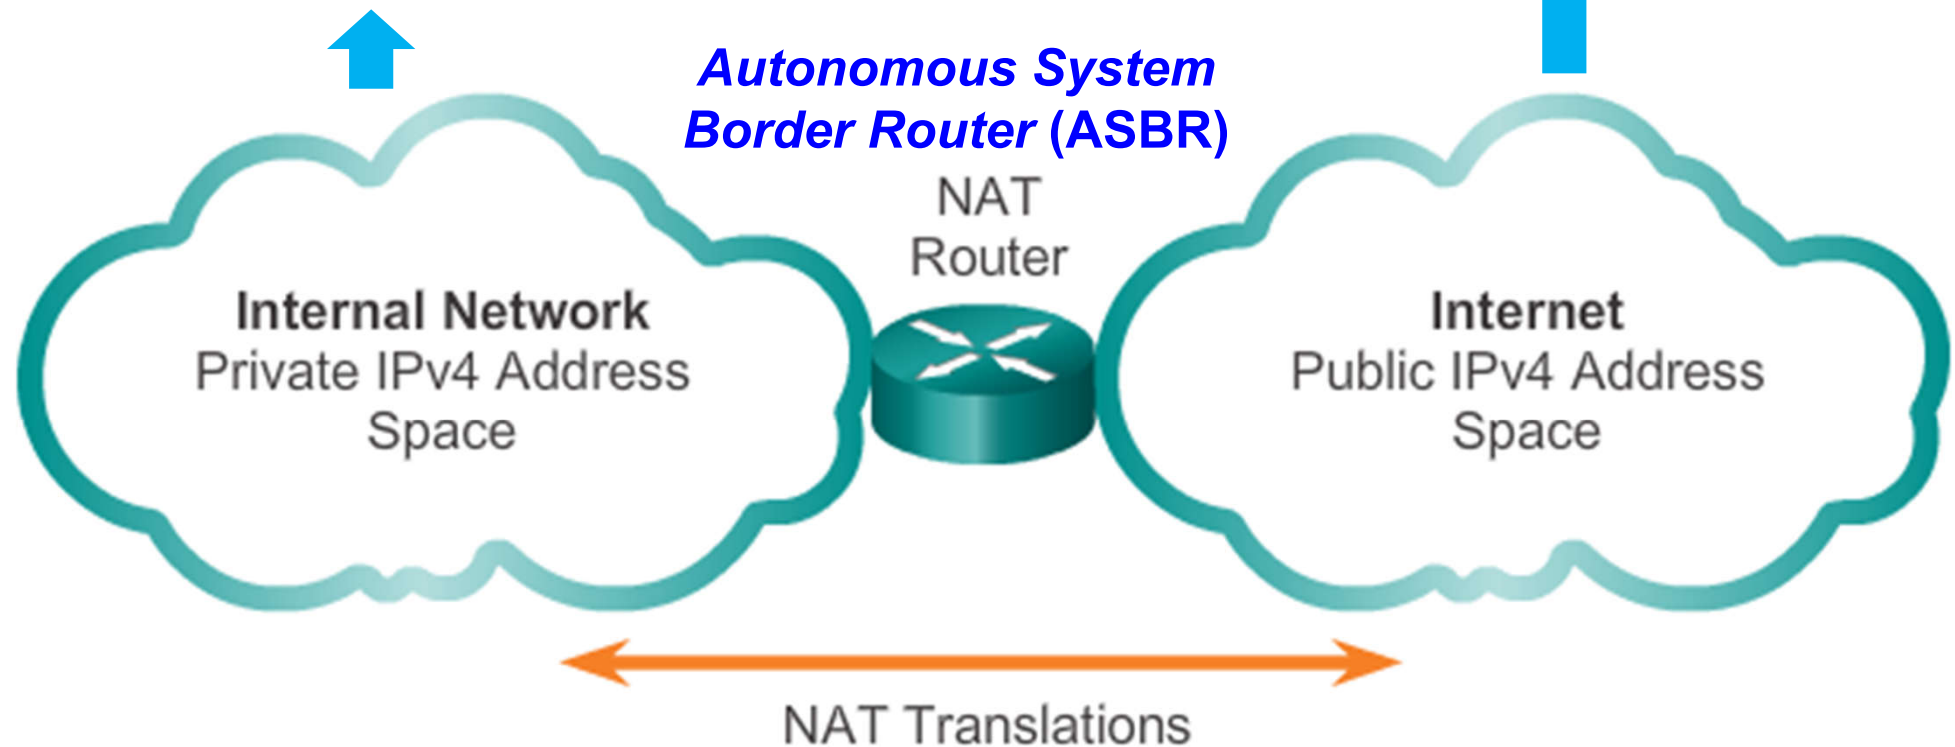 Autonomous System
Border Router (ASBR)
NAT
Router
Internal Network
Private IPv4 Address
Space
Internet
Public IPv4 Address
Space
NAT Translations